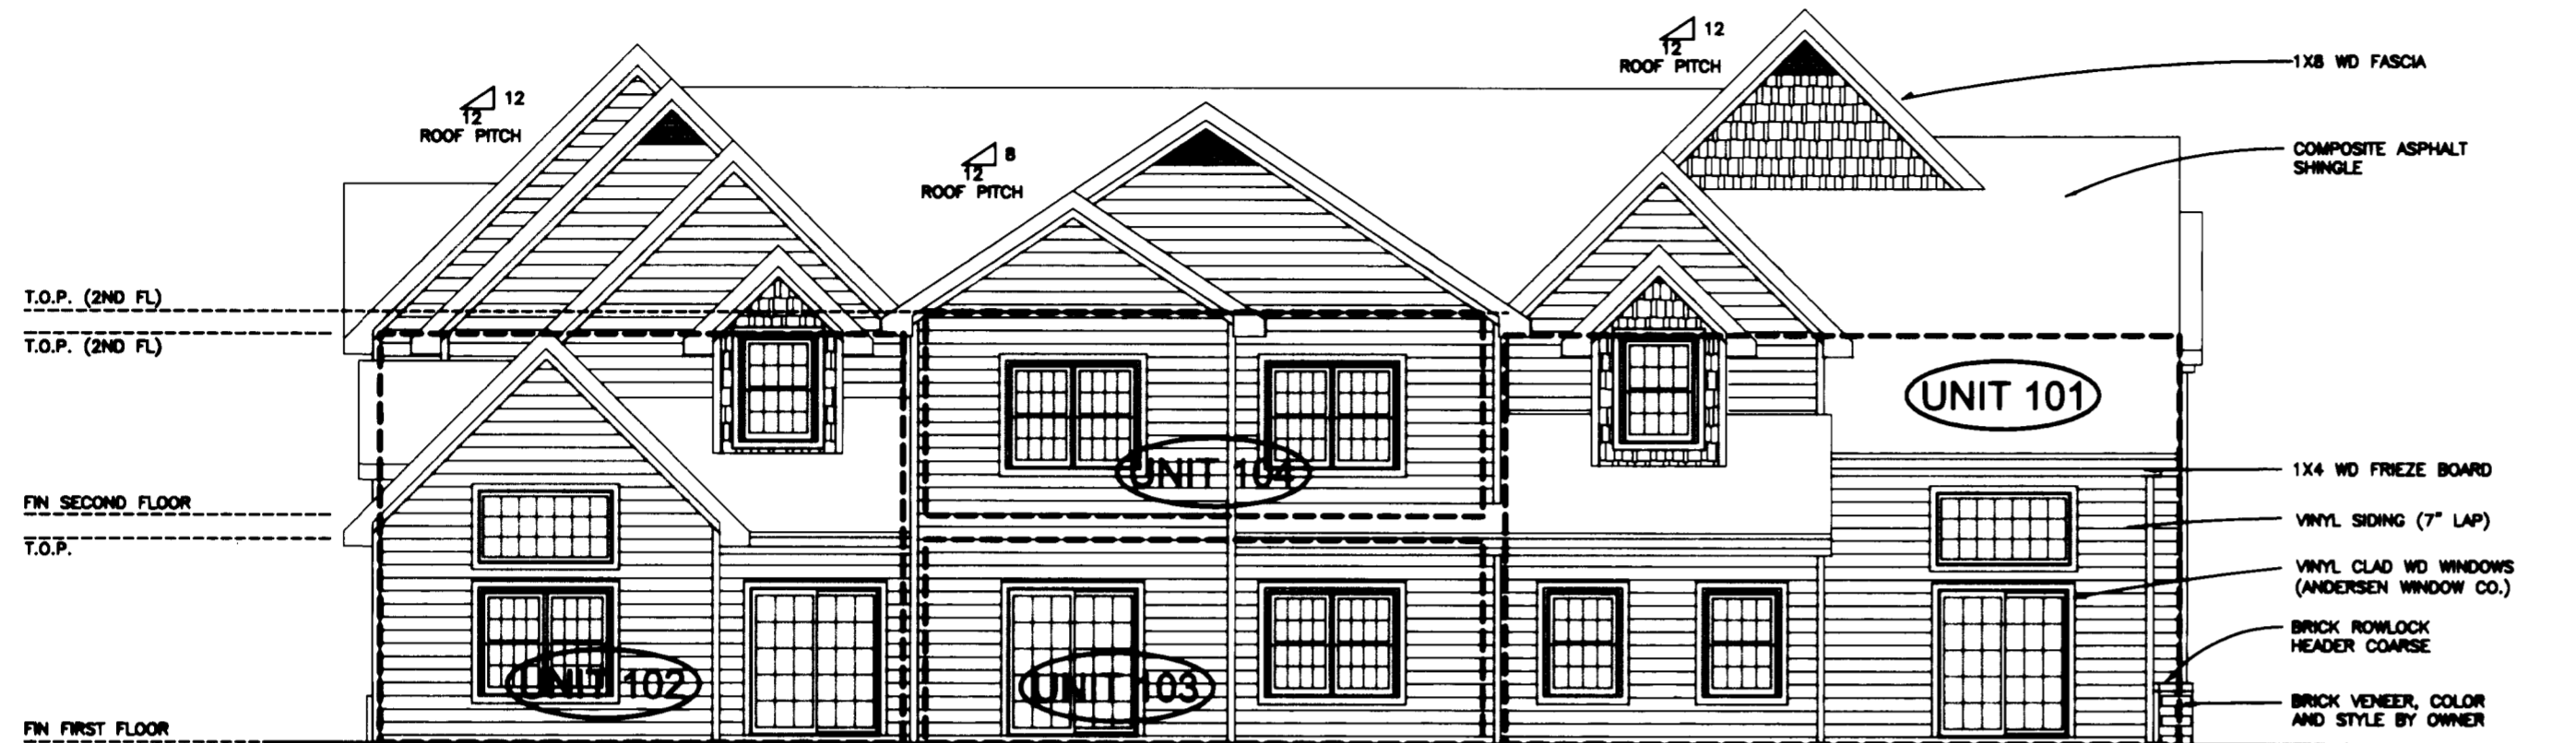 12
12
ROOF PITCH
1X8 WD FASCIA
12
12
ROOF PITCH
8
12
ROOF PITCH
COMPOSITE ASPHALT
SHINGLE
T.O.P. (2ND FL)
T.O.P. (2ND FL)
UNIT 101
UNIT 104
1X4 WD FRIEZE BOARD
FIN SECOND FLOOR
VINYL SIDING (7" LAP)
T.O.P.
VINYL CLAD WD WINDOWS
(ANDERSEN WINDOW CO.)
BRICK ROWLOCK
HEADER COARSE
UNIT 102
UNIT 103
BRICK VENEER, COLOR
AND STYLE BY OWNER
FIN FIRST FLOOR